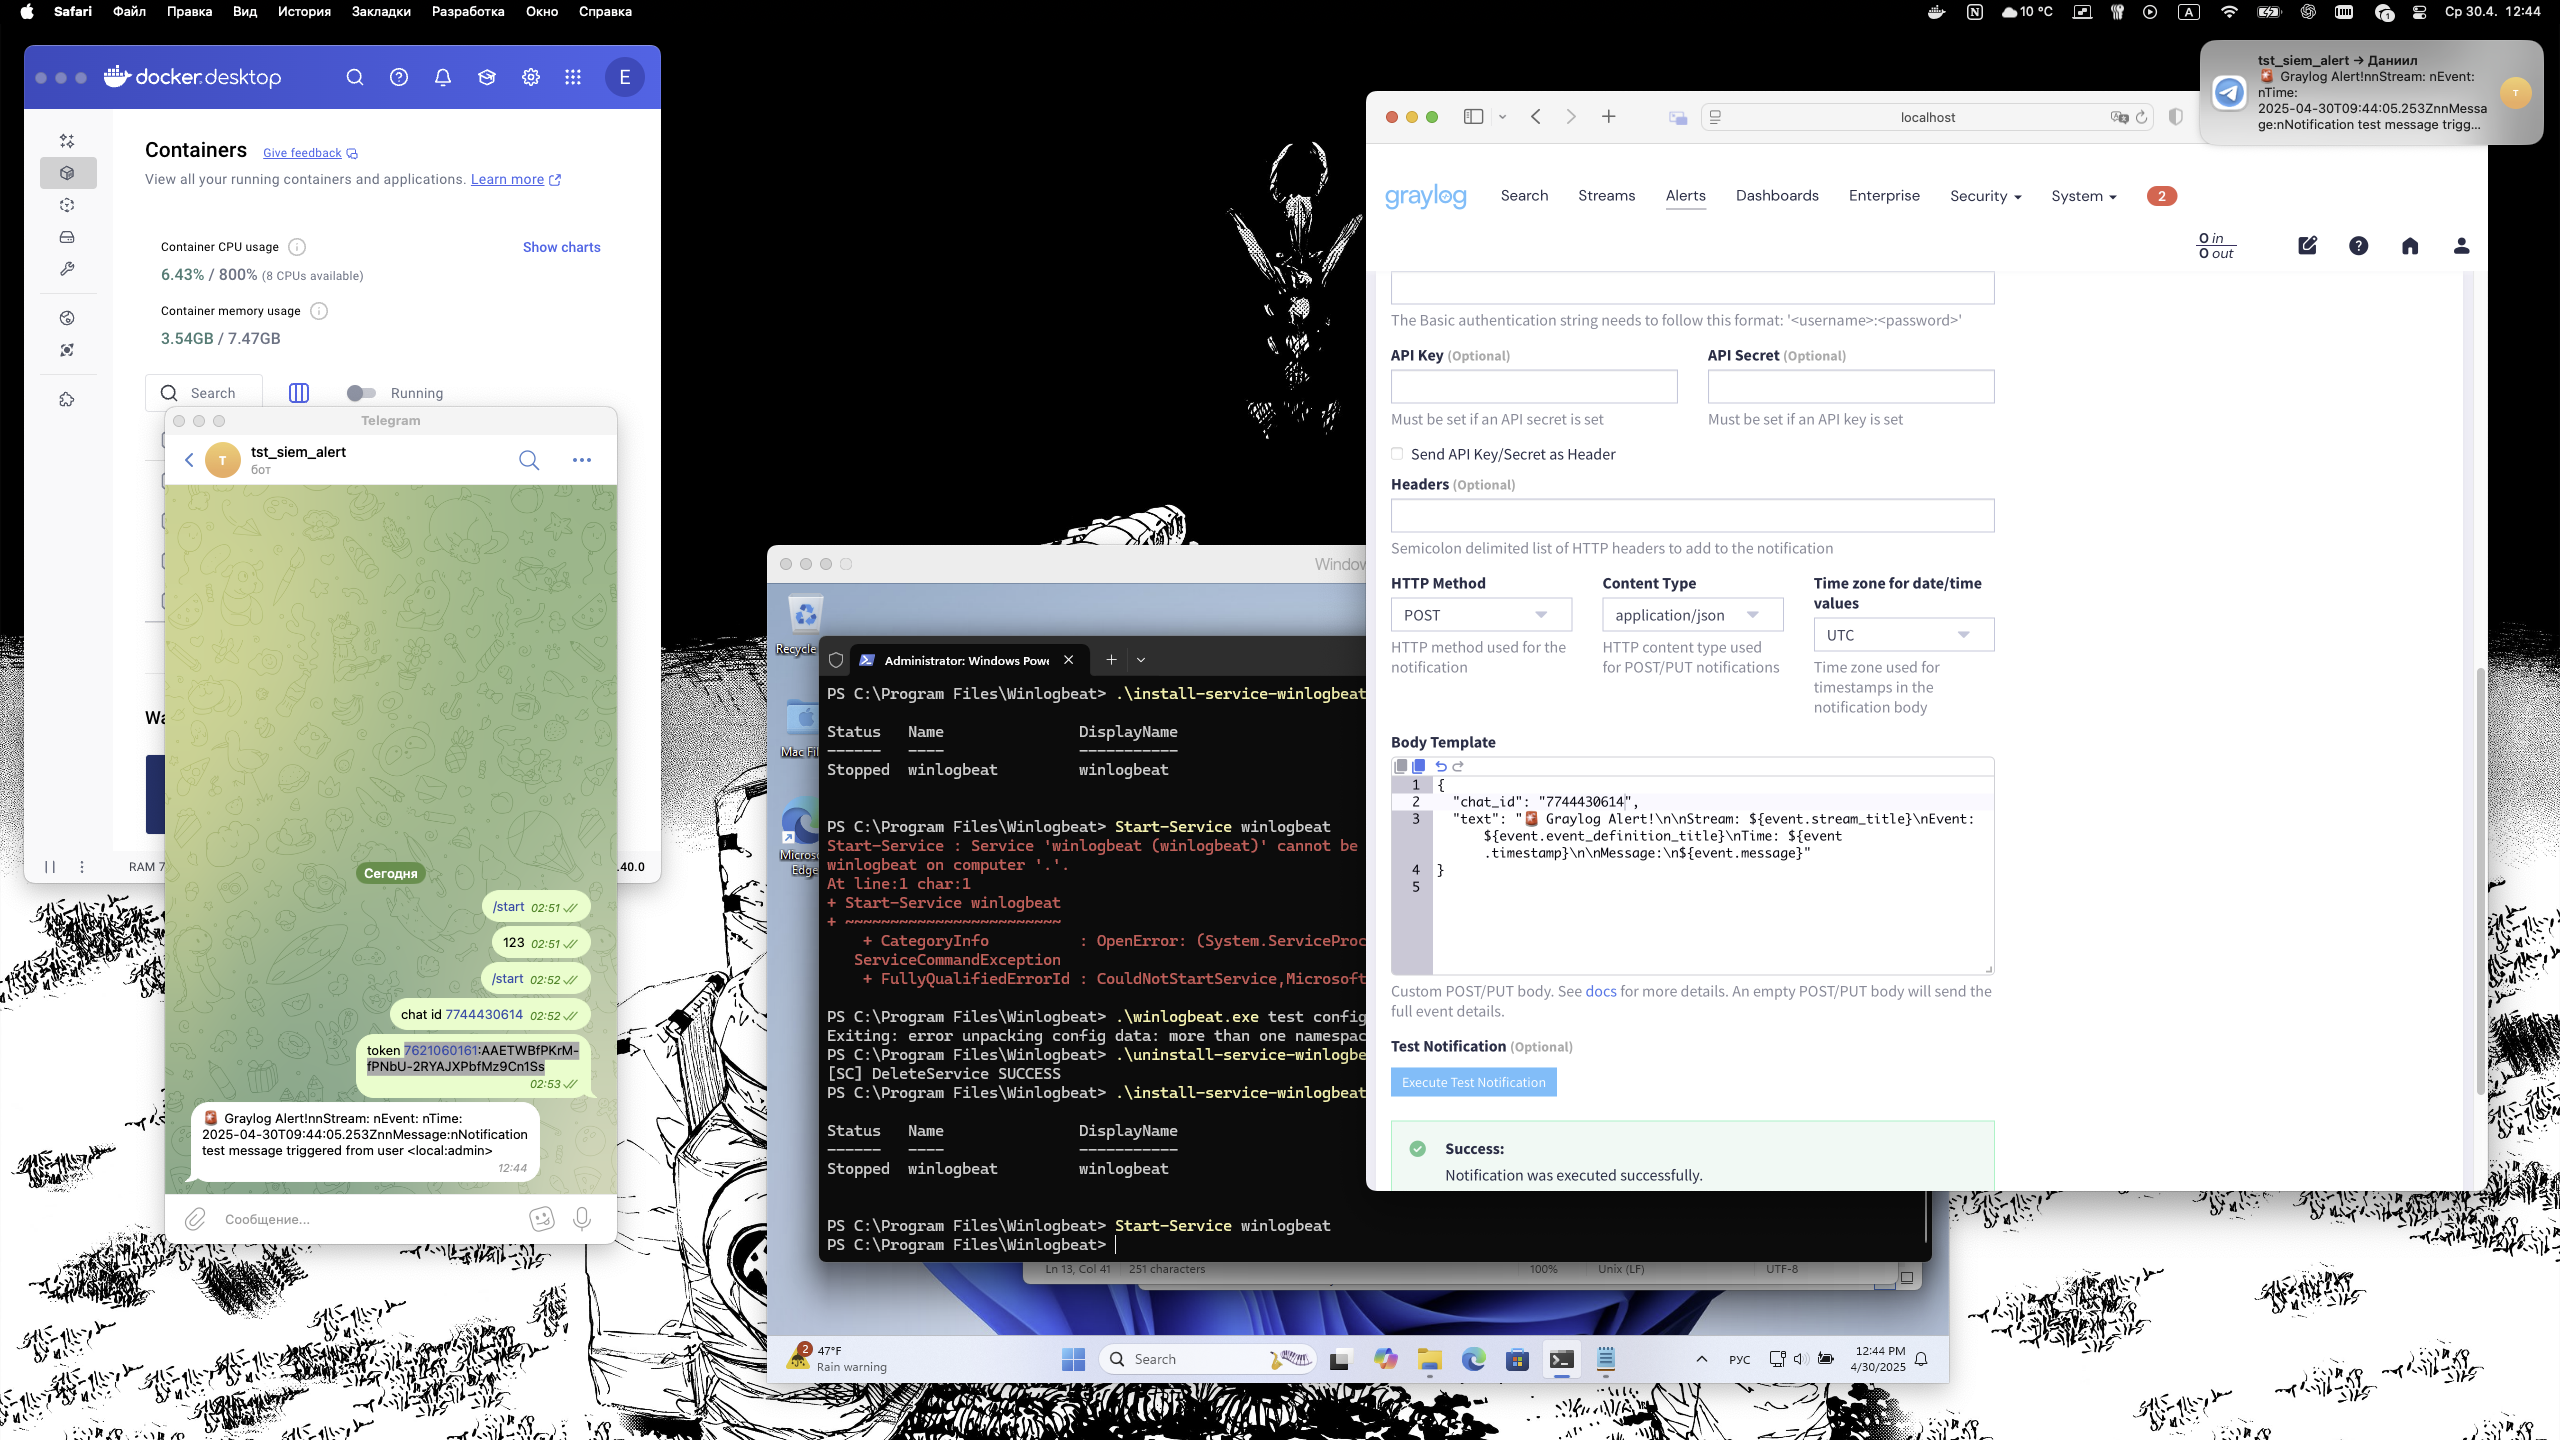 Safari Файл Правка Вид История Закладки Разработка Окно Справка
10 °C
A
Ср 30.4. 12:44
docker.desktop
E
Containers Give feedback
View all your running containers and applications. Learn more
Container CPU usage
Show charts
6.43% / 800% (8 CPUs available)
Container memory usage
3.54GB / 7.47GB
Search
Running
Wa
RAM 7
.40.0
Telegram
T
tst_siem_alert
бот
Сегодня
/start 02:51
123 02:51
/start 02:52
chat id 7744430614 02:52
token 7621060161:AAETWBfPKrM-
fPNbU-2RYAJXPbfMz9Cn1Ss
02:53
🚨 Graylog Alert!nnStream: nEvent: nTime:
2025-04-30T09:44:05.253ZnnMessage:nNotification
test message triggered from user <local:admin>
12:44
Сообщение...
Window
Recycle
Mac Fi
Micros
Edge
Administrator: Windows Powe
PS C:\Program Files\Winlogbeat> .\install-service-winlogbeat
Status Name DisplayName
------ ---- -----------
Stopped winlogbeat winlogbeat
PS C:\Program Files\Winlogbeat> Start-Service winlogbeat
Start-Service : Service 'winlogbeat (winlogbeat)' cannot be
winlogbeat on computer '.'.
At line:1 char:1
+ Start-Service winlogbeat
+ ~~~~~~~~~~~~~~~~~~~~~~~~
+ CategoryInfo : OpenError: (System.ServiceProc
ServiceCommandException
+ FullyQualifiedErrorId : CouldNotStartService,Microsoft
PS C:\Program Files\Winlogbeat> .\winlogbeat.exe test config
Exiting: error unpacking config data: more than one namespac
PS C:\Program Files\Winlogbeat> .\uninstall-service-winlogbe
[SC] DeleteService SUCCESS
PS C:\Program Files\Winlogbeat> .\install-service-winlogbeat
Status Name DisplayName
------ ---- -----------
Stopped winlogbeat winlogbeat
PS C:\Program Files\Winlogbeat> Start-Service winlogbeat
PS C:\Program Files\Winlogbeat>
Ln 13, Col 41 251 characters 100% Unix (LF) UTF-8
2
47°F
Rain warning
Search
РУС
12:44 PM
4/30/2025
localhost
tst_siem_alert → Даниил
🚨 Graylog Alert!nnStream: nEvent:
nTime:
2025-04-30T09:44:05.253ZnnMessa
ge:nNotification test message trigg...
T
graylog Search Streams Alerts Dashboards Enterprise Security System 2
0 in
0 out
The Basic authentication string needs to follow this format: '<username>:<password>'
API Key (Optional) API Secret (Optional)
Must be set if an API secret is set Must be set if an API key is set
Send API Key/Secret as Header
Headers (Optional)
Semicolon delimited list of HTTP headers to add to the notification
HTTP Method
POST
HTTP method used for the
notification
Content Type
application/json
HTTP content type used
for POST/PUT notifications
Time zone for date/time
values
UTC
Time zone used for
timestamps in the
notification body
Body Template
1 {
2 "chat_id": "7744430614",
3 "text": "🚨 Graylog Alert!\n\nStream: ${event.stream_title}\nEvent:
${event.event_definition_title}\nTime: ${event
.timestamp}\n\nMessage:\n${event.message}"
4 }
5
Custom POST/PUT body. See docs for more details. An empty POST/PUT body will send the
full event details.
Test Notification (Optional)
Execute Test Notification
Success:
Notification was executed successfully.